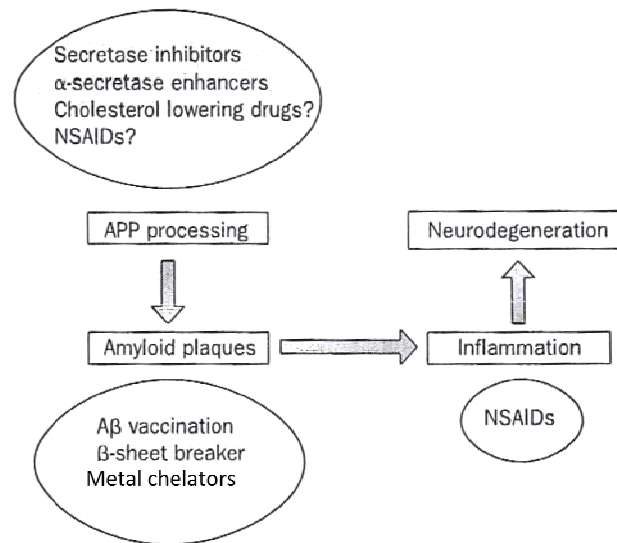 Secretase inhibitors
α-secretase enhancers
Cholesterol lowering drugs?
NSAIDs?
APP processing
Neurodegeneration
Amyloid plaques
Inflammation
Aβ vaccination
β-sheet breaker
Metal chelators
NSAIDs